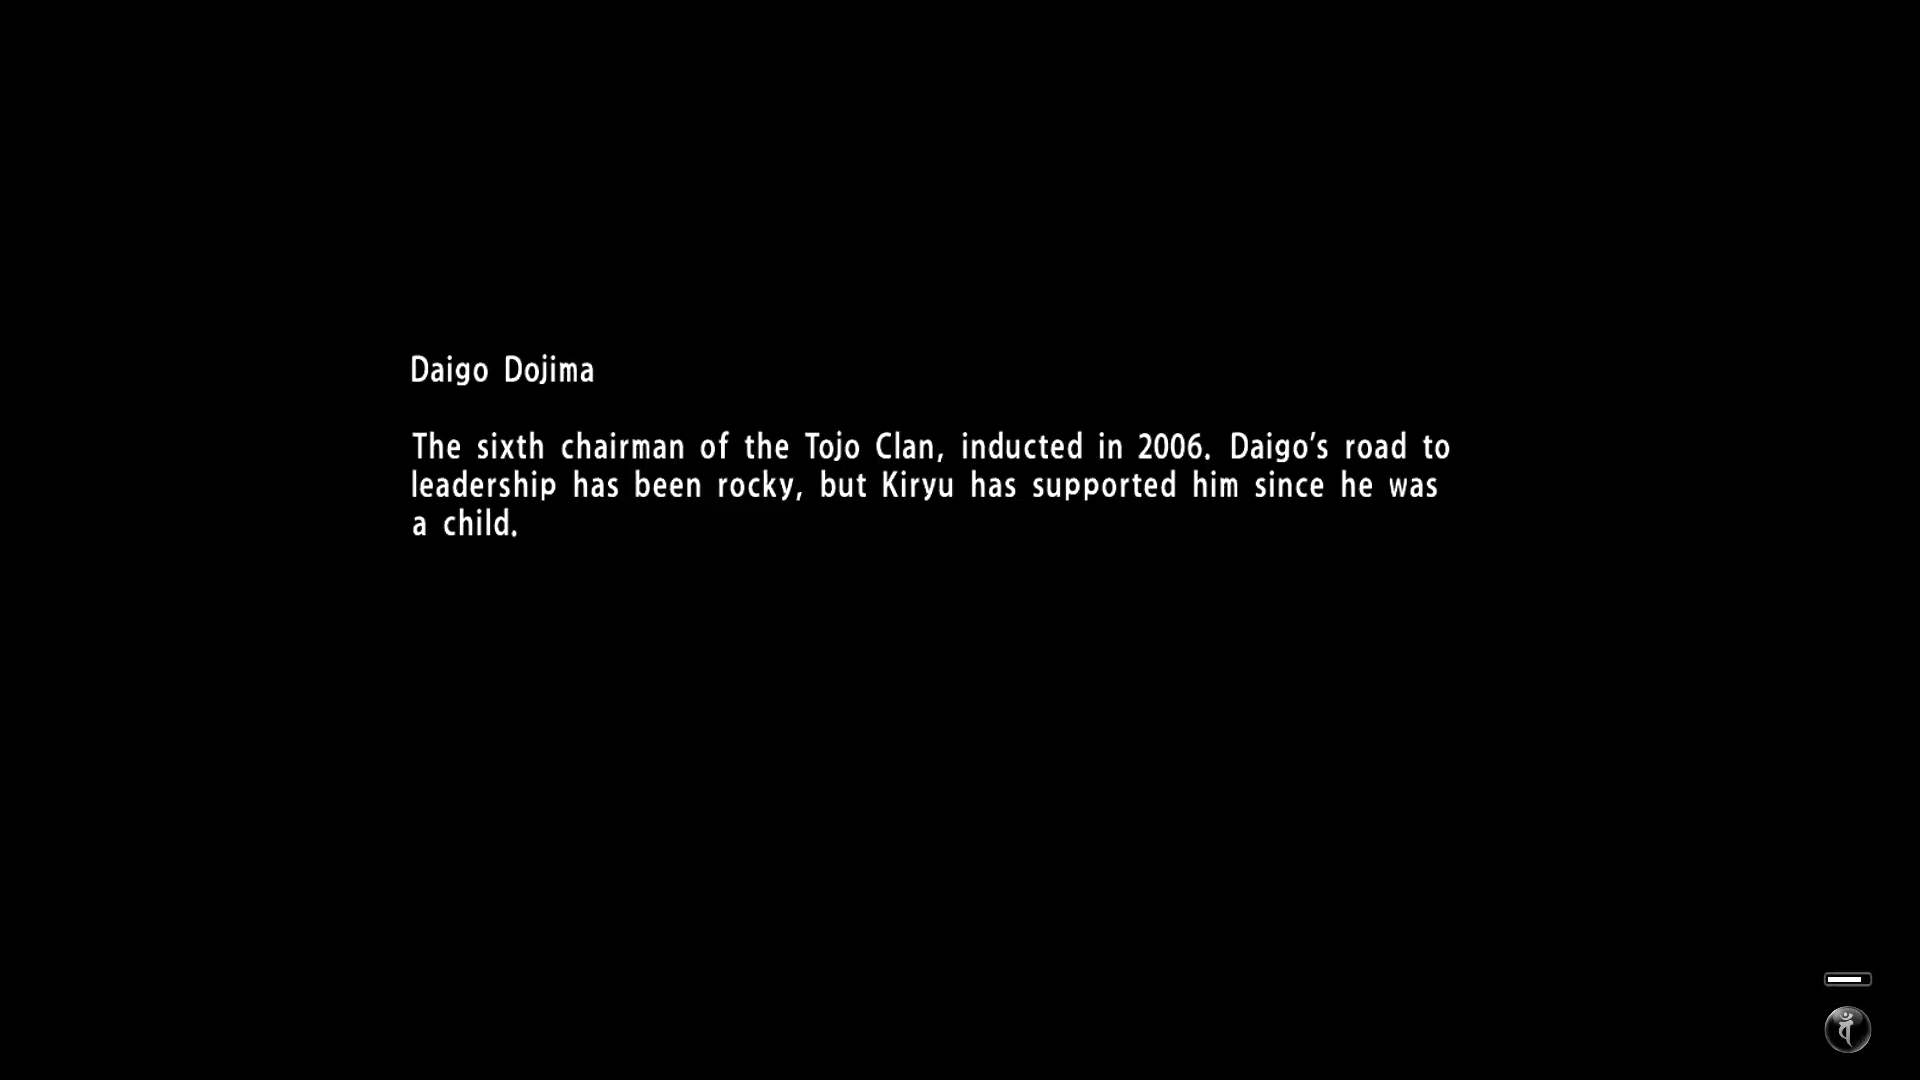 Daigo Dojima
The sixth chairman of the Tojo Clan, inducted in 2006. Daigo's road to
leadership has been rocky, but Kiryu has supported him since he was
a child.